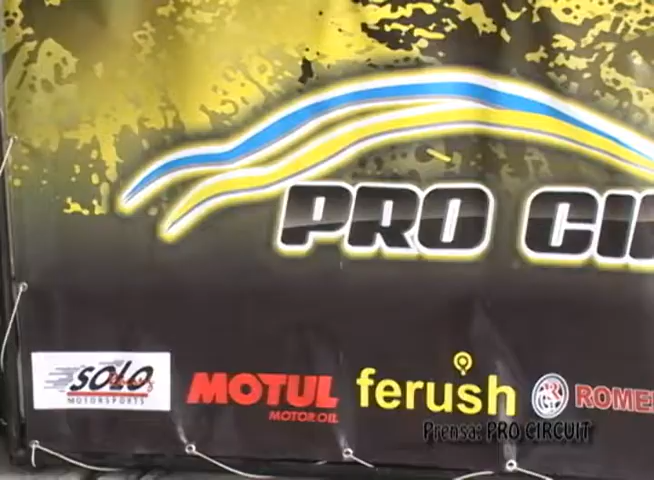 PRO CI
SOLO
MOTORSPORTS
MOTUL
MOTOR OIL
ferush
ROME
Prensa: PRO CIRCUIT